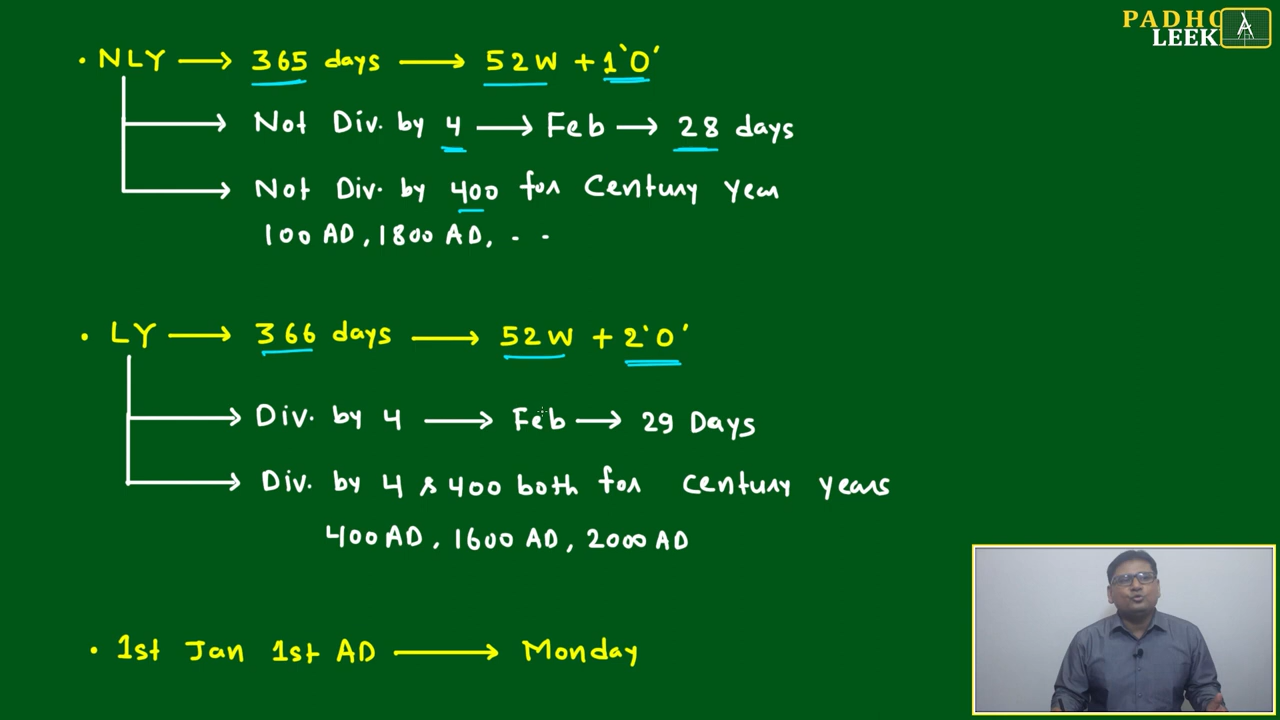 PADHO
LEEK
. NLY → 365 days → 52W + 1'0'
Not Div. by 4 → Feb → 28 days
Not Div. by 400 for Century Year
100 AD, 1800 AD, - -
. LY → 366 days → 52W + 2'0'
Div. by 4 → Feb → 29 Days
Div. by 4 & 400 both for century years
400 AD, 1600 AD, 2000 AD
. 1st Jan 1st AD → Monday